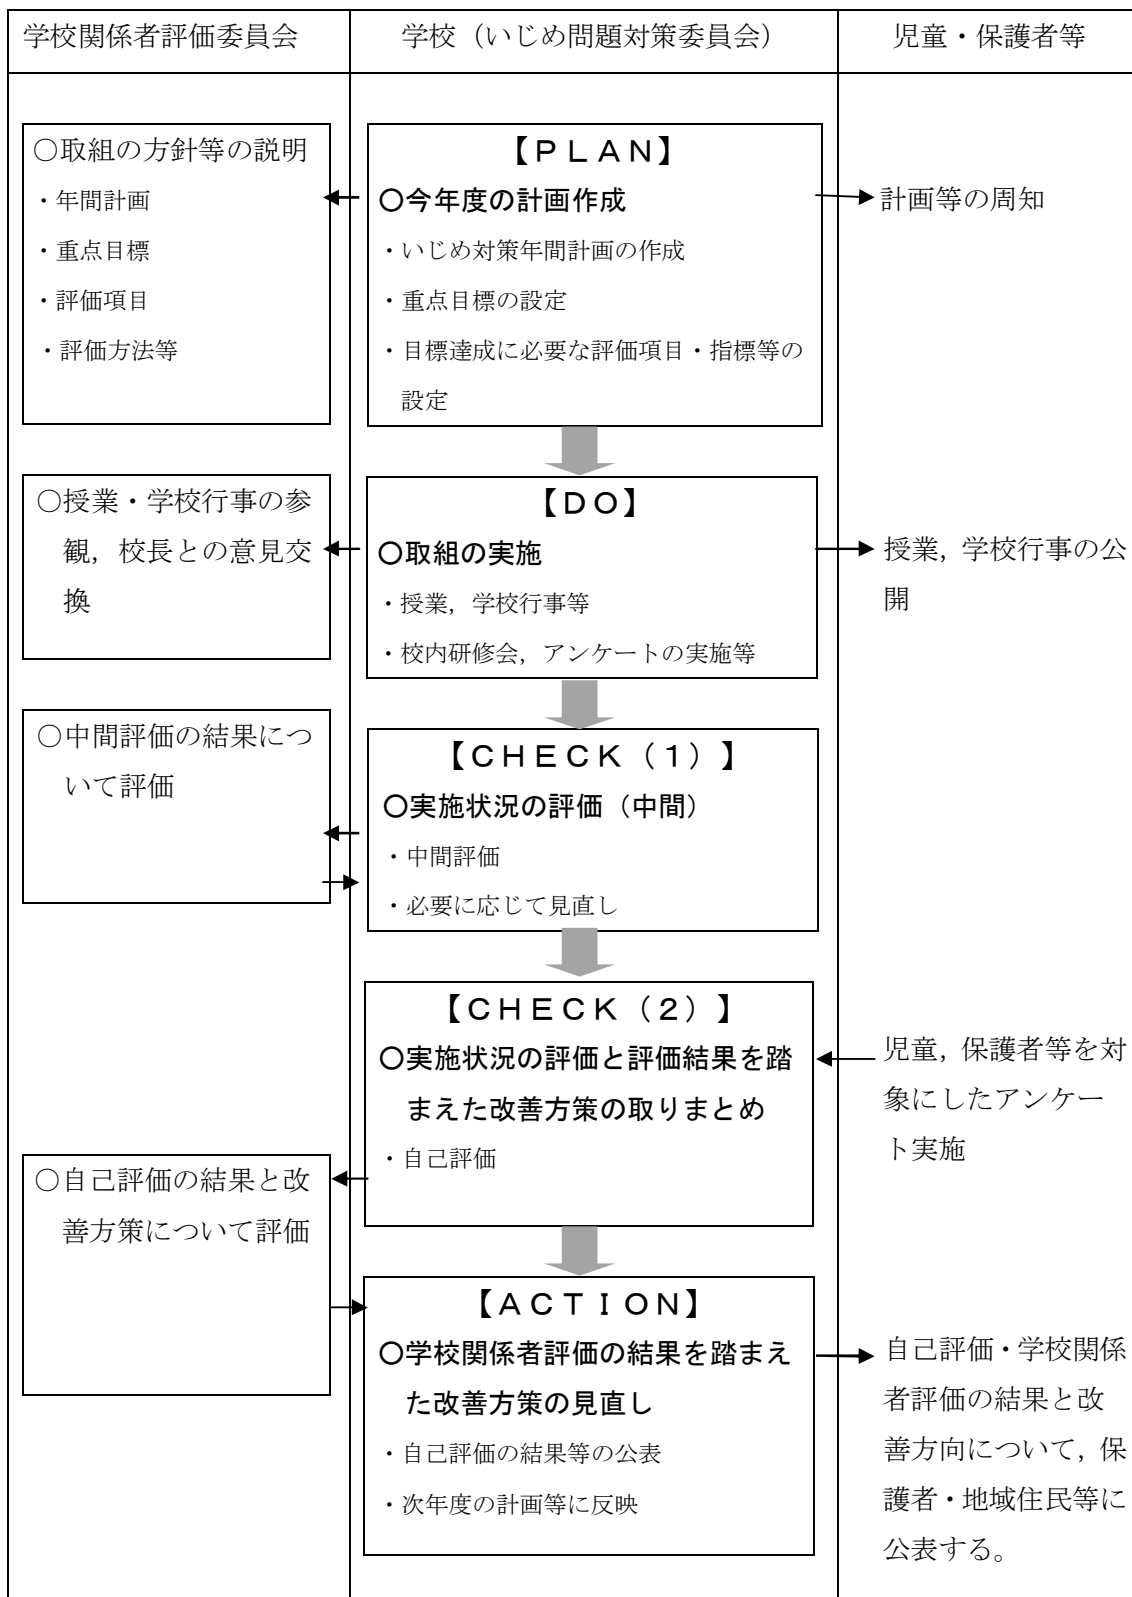 学校関係者評価委員会
学校（いじめ問題対策委員会）
児童・保護者等
○取組の方針等の説明
・年間計画
・重点目標
・評価項目
・評価方法等
【ＰＬＡＮ】
○今年度の計画作成
・いじめ対策年間計画の作成
・重点目標の設定
・目標達成に必要な評価項目・指標等の
設定
計画等の周知
○授業・学校行事の参
観，校長との意見交
換
【ＤＯ】
○取組の実施
・授業，学校行事等
・校内研修会，アンケートの実施等
授業，学校行事の公
開
○中間評価の結果につ
いて評価
【ＣＨＥＣＫ（１）】
○実施状況の評価（中間）
・中間評価
・必要に応じて見直し
【ＣＨＥＣＫ（２）】
○実施状況の評価と評価結果を踏
まえた改善方策の取りまとめ
・自己評価
児童，保護者等を対
象にしたアンケー
ト実施
○自己評価の結果と改
善方策について評価
【ＡＣＴＩＯＮ】
○学校関係者評価の結果を踏まえ
た改善方策の見直し
・自己評価の結果等の公表
・次年度の計画等に反映
自己評価・学校関係
者評価の結果と改
善方向について，保
護者・地域住民等に
公表する。